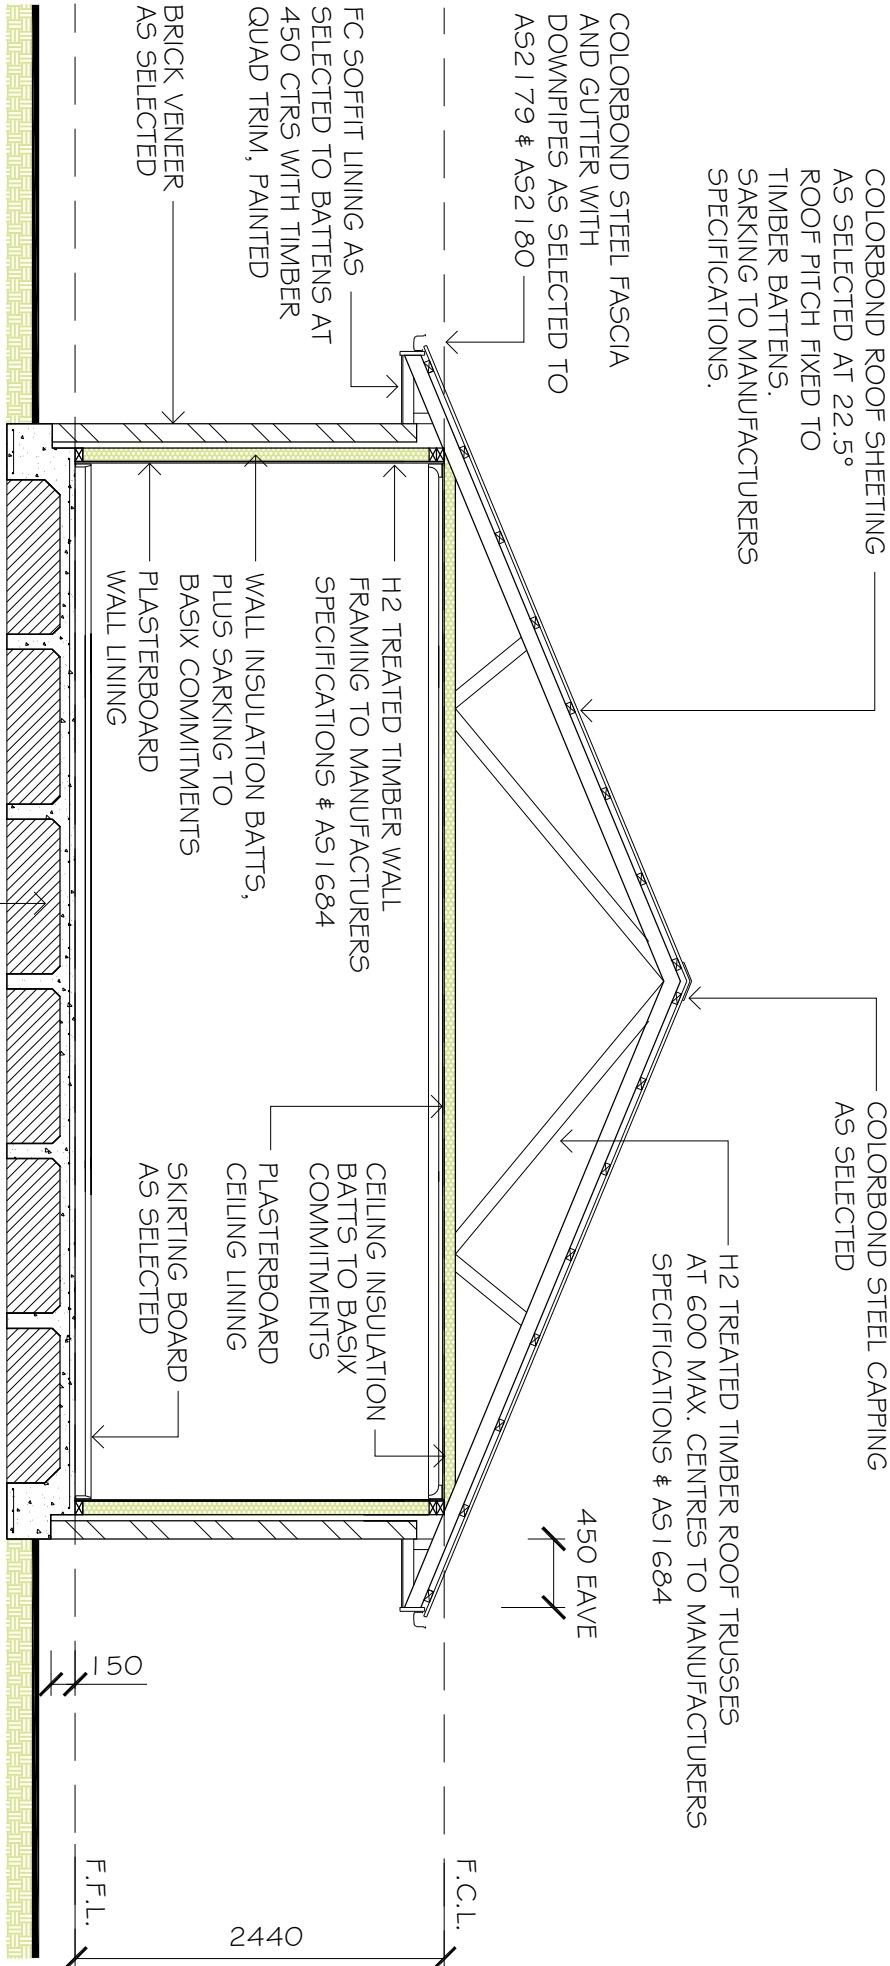 COLORBOND ROOF SHEETING
AS SELECTED AT 22.5°
ROOF PITCH FIXED TO
TIMBER BATTENS.
SARKING TO MANUFACTURERS
SPECIFICATIONS.
COLORBOND STEEL CAPPING
AS SELECTED
COLORBOND STEEL FASCIA
AND GUTTER WITH
DOWNPIPES AS SELECTED TO
AS2179 & AS2180
H2 TREATED TIMBER ROOF TRUSSES
AT 600 MAX. CENTRES TO MANUFACTURERS
SPECIFICATIONS & AS1684
450 EAVE
FC SOFFIT LINING AS
SELECTED TO BATTENS AT
450 CTRS WITH TIMBER
QUAD TRIM, PAINTED
H2 TREATED TIMBER WALL
FRAMING TO MANUFACTURERS
SPECIFICATIONS & AS1684
CEILING INSULATION
BATTS TO BASIX
COMMITMENTS
F.C.L.
WALL INSULATION BATTS,
PLUS SARKING TO
BASIX COMMITMENTS
PLASTERBOARD
CEILING LINING
2440
BRICK VENEER
AS SELECTED
PLASTERBOARD
WALL LINING
SKIRTING BOARD
AS SELECTED
150
F.F.L.